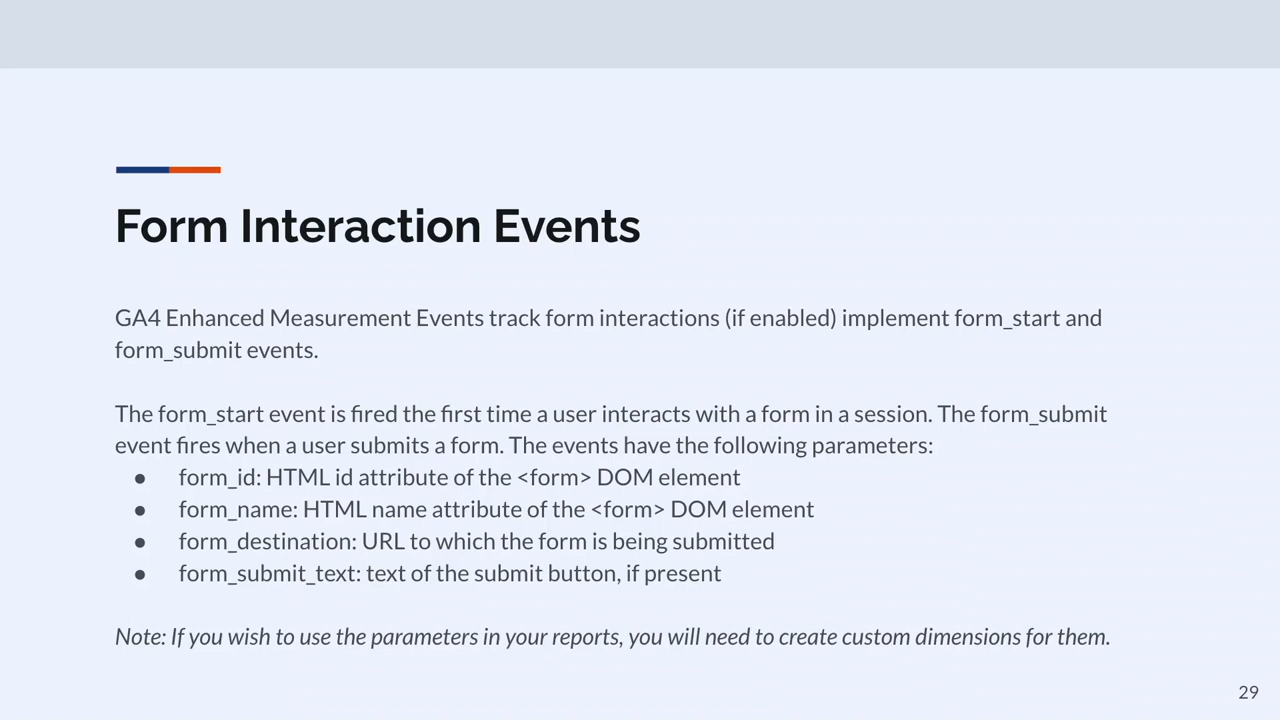 Form Interaction Events
GA4 Enhanced Measurement Events track form interactions (if enabled) implement form_start and
form_submit events.
The form_start event is fired the first time a user interacts with a form in a session. The form_submit
event fires when a user submits a form. The events have the following parameters:
● form_id: HTML id attribute of the <form> DOM element
● form_name: HTML name attribute of the <form> DOM element
● form_destination: URL to which the form is being submitted
● form_submit_text: text of the submit button, if present
Note: If you wish to use the parameters in your reports, you will need to create custom dimensions for them.
29